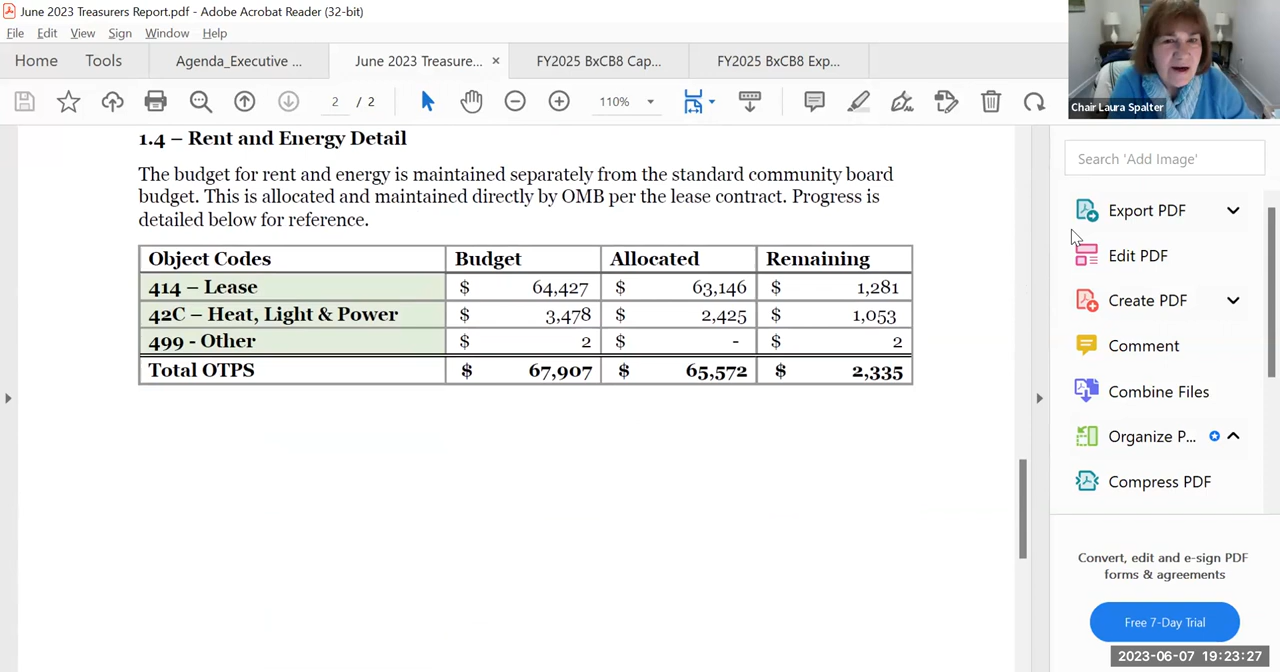 June 2023 Treasurers Report.pdf - Adobe Acrobat Reader (32-bit)
File Edit View Sign Window Help
Home Tools Agenda_Executive ... June 2023 Treasure... × FY2025 BxCB8 Cap... FY2025 BxCB8 Exp...
2 / 2 110%
Chair Laura Spalter
1.4 – Rent and Energy Detail
The budget for rent and energy is maintained separately from the standard community board
budget. This is allocated and maintained directly by OMB per the lease contract. Progress is
detailed below for reference.
Object Codes Budget Allocated Remaining
414 – Lease $ 64,427 $ 63,146 $ 1,281
42C – Heat, Light & Power $ 3,478 $ 2,425 $ 1,053
499 - Other $ 2 $ - $ 2
Total OTPS $ 67,907 $ 65,572 $ 2,335
Search 'Add Image'
Export PDF
Edit PDF
Create PDF
Comment
Combine Files
Organize P...
Compress PDF
Convert, edit and e-sign PDF
forms & agreements
Free 7-Day Trial
2023-06-07 19:23:27